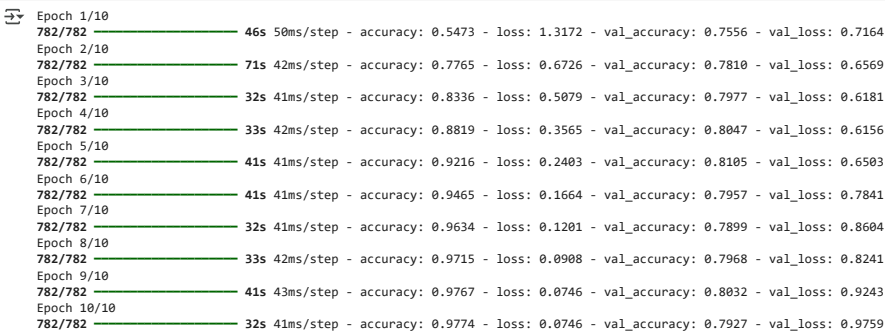 Epoch 1/10
782/782 ━━━━━━━━━━━━━━━━━━━━ 46s 50ms/step - accuracy: 0.5473 - loss: 1.3172 - val_accuracy: 0.7556 - val_loss: 0.7164
Epoch 2/10
782/782 ━━━━━━━━━━━━━━━━━━━━ 71s 42ms/step - accuracy: 0.7765 - loss: 0.6726 - val_accuracy: 0.7810 - val_loss: 0.6569
Epoch 3/10
782/782 ━━━━━━━━━━━━━━━━━━━━ 32s 41ms/step - accuracy: 0.8336 - loss: 0.5079 - val_accuracy: 0.7977 - val_loss: 0.6181
Epoch 4/10
782/782 ━━━━━━━━━━━━━━━━━━━━ 33s 42ms/step - accuracy: 0.8819 - loss: 0.3565 - val_accuracy: 0.8047 - val_loss: 0.6156
Epoch 5/10
782/782 ━━━━━━━━━━━━━━━━━━━━ 41s 41ms/step - accuracy: 0.9216 - loss: 0.2403 - val_accuracy: 0.8105 - val_loss: 0.6503
Epoch 6/10
782/782 ━━━━━━━━━━━━━━━━━━━━ 41s 41ms/step - accuracy: 0.9465 - loss: 0.1664 - val_accuracy: 0.7957 - val_loss: 0.7841
Epoch 7/10
782/782 ━━━━━━━━━━━━━━━━━━━━ 32s 41ms/step - accuracy: 0.9634 - loss: 0.1201 - val_accuracy: 0.7899 - val_loss: 0.8604
Epoch 8/10
782/782 ━━━━━━━━━━━━━━━━━━━━ 33s 42ms/step - accuracy: 0.9715 - loss: 0.0908 - val_accuracy: 0.7968 - val_loss: 0.8241
Epoch 9/10
782/782 ━━━━━━━━━━━━━━━━━━━━ 41s 43ms/step - accuracy: 0.9767 - loss: 0.0746 - val_accuracy: 0.8032 - val_loss: 0.9243
Epoch 10/10
782/782 ━━━━━━━━━━━━━━━━━━━━ 32s 41ms/step - accuracy: 0.9774 - loss: 0.0746 - val_accuracy: 0.7927 - val_loss: 0.9759